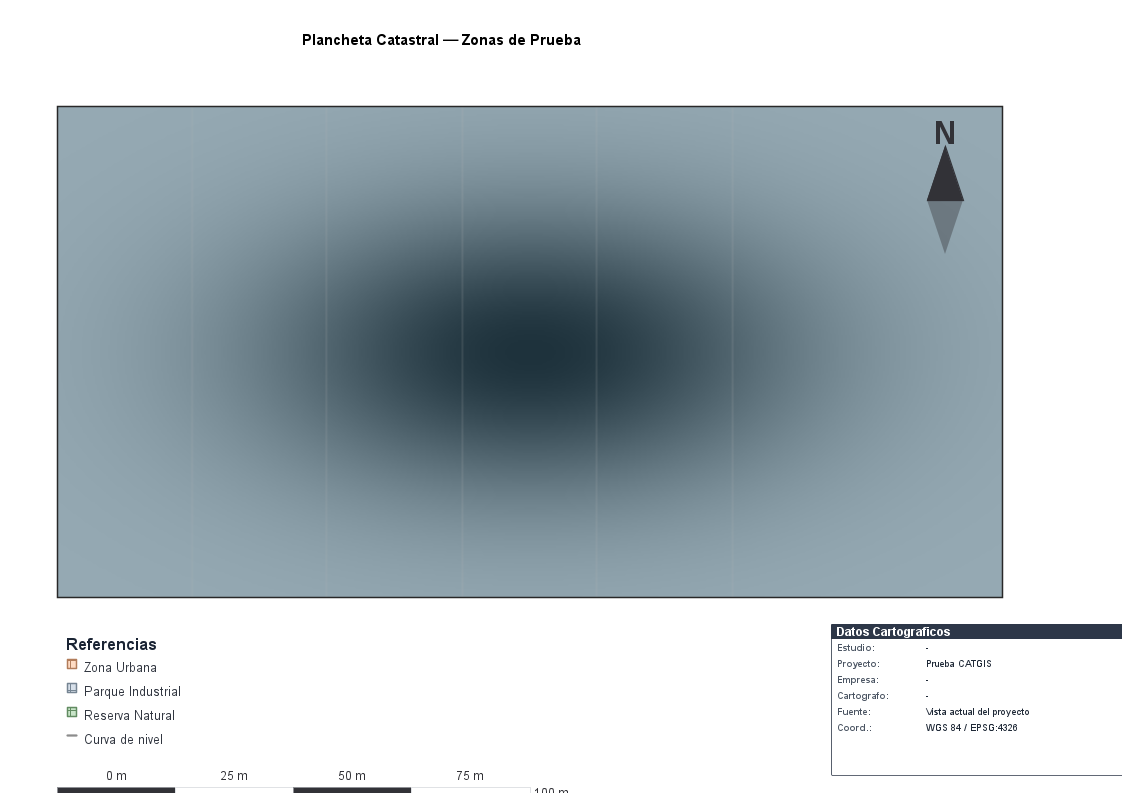 Plancheta Catastral — Zonas de Prueba
N
Referencias
Zona Urbana
Parque Industrial
Reserva Natural
Curva de nivel
0 m 25 m 50 m 75 m
100 m
Datos Cartograficos
Estudio: -
Proyecto: Prueba CATGIS
Empresa: -
Cartografo: -
Fuente: Vista actual del proyecto
Coord.: WGS 84 / EPSG:4326